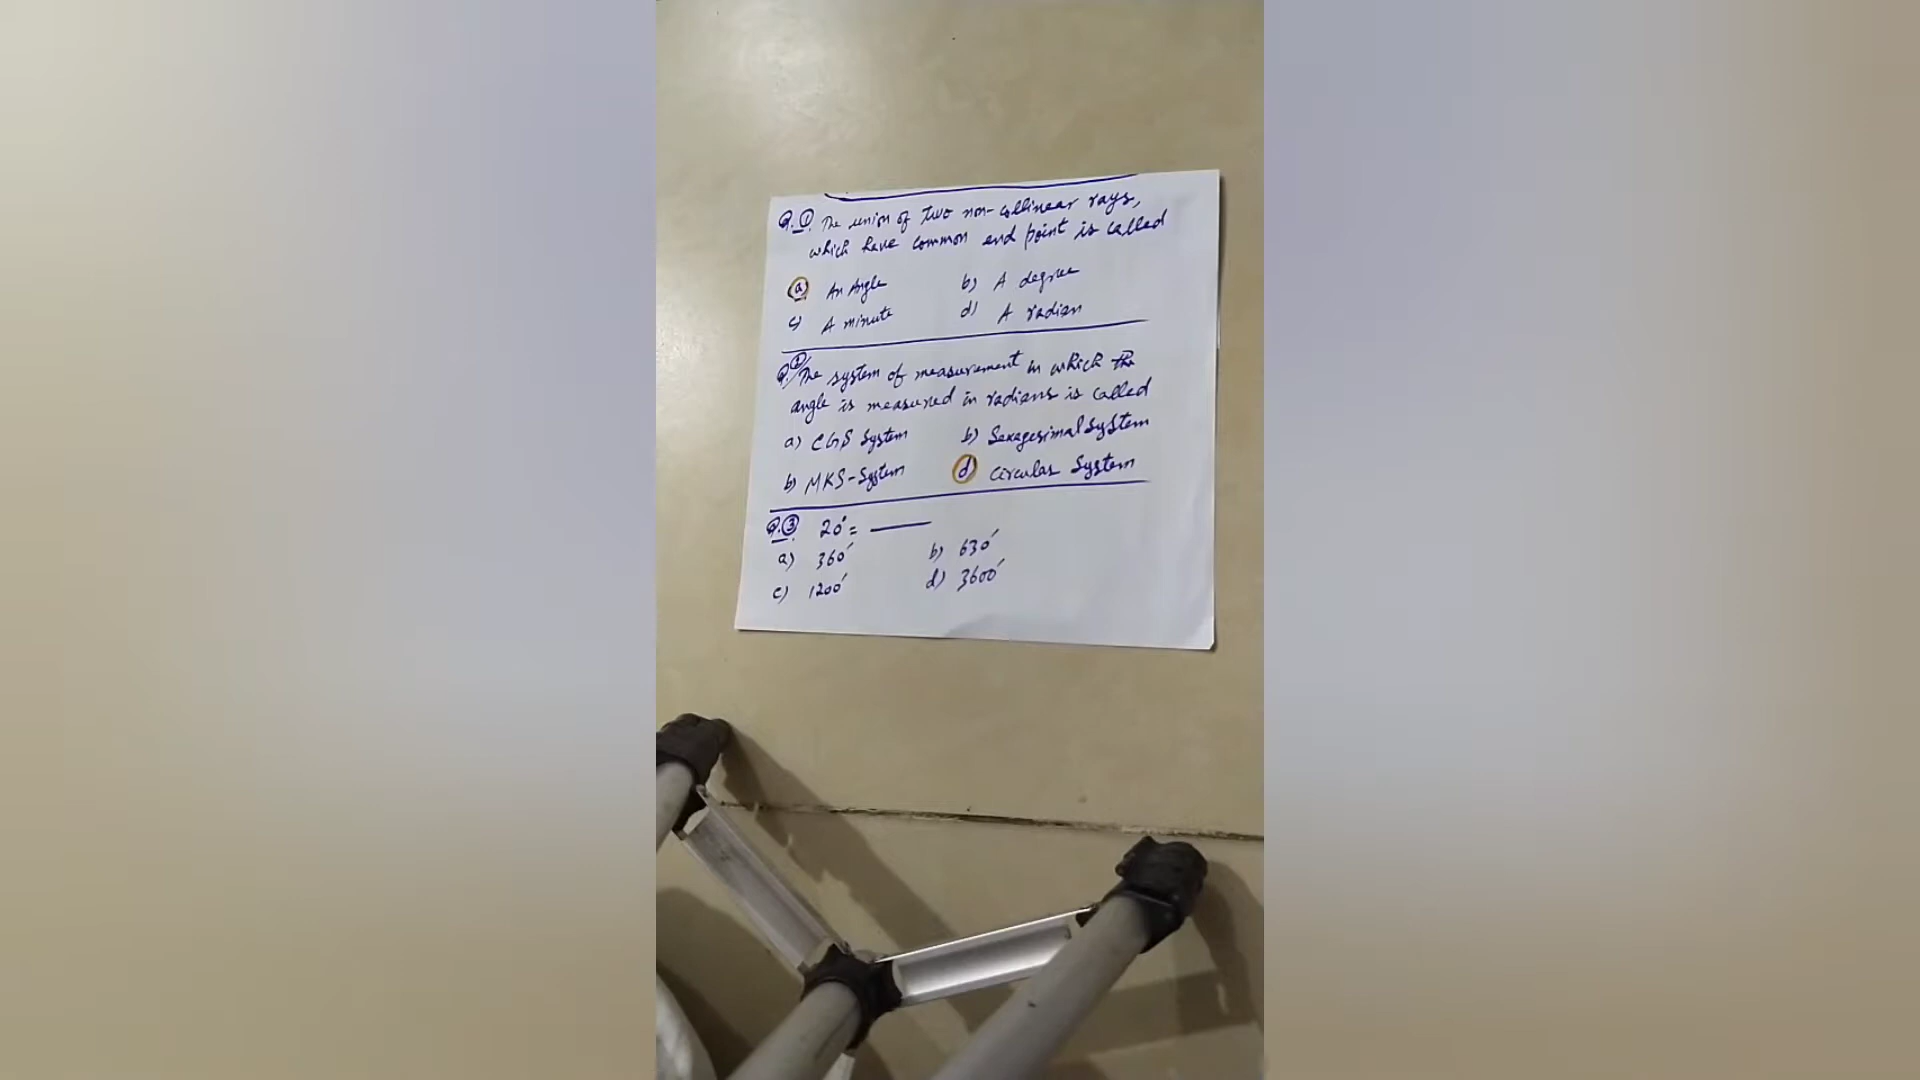 Q.①. The union of two non-collinear rays,
which have common end point is called
a) An Angle b) A degree
c) A minute d) A radian
Q.② The system of measurement in which the
angle is measured in radians is called
a) CGS System b) Sexagesimal System
b) MKS-System d) Circular System
Q.③. 20° = ____
a) 360′ b) 630′
c) 1200′ d) 3600′